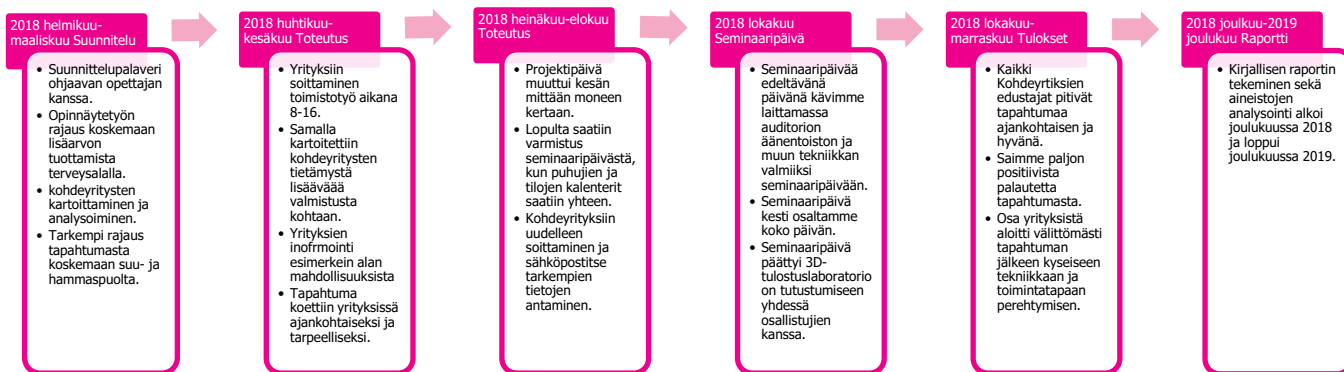 2018 helmikuu-
maaliskuu Suunnitelu
• Suunnittelupalaveri
ohjaavan opettajan
kanssa.
• Opinnäytetyön
rajaus koskemaan
lisäarvon
tuottamista
terveysalalla.
• kohdeyritysten
kartoittaminen ja
analysoiminen.
• Tarkempi rajaus
tapahtumasta
koskemaan suu- ja
hammaspuolta.
2018 huhtikuu-
kesäkuu Toteutus
• Yrityksiin
soittaminen
toimistotyö aikana
8-16.
• Samalla
kartoitettiin
kohdeyritysten
tietämystä
lisäävääå
valmistusta
kohtaan.
• Yrityksien
inofrmointi
esimerkein alan
mahdollisuuksista
• Tapahtuma
koettiin yrityksissä
ajankohtaiseksi ja
tarpeelliseksi.
2018 heinäkuu-elokuu
Toteutus
• Projektipäivä
muuttui kesän
mittään moneen
kertaan.
• Lopulta saatiin
varmistus
seminaaripäivästä,
kun puhujien ja
tilojen kalenterit
saatiin yhteen.
• Kohdeyrityksiin
uudelleen
soittaminen ja
sähköpostitse
tarkempien
tietojen
antaminen.
2018 lokakuu
Seminaaripäivä
• Seminaaripäivää
edeltävänä
päivänä kävimme
laittamassa
auditorion
äänentoiston ja
muun tekniikkan
valmiiksi
seminaaripäivään.
• Seminaaripäivä
kesti osaltamme
koko päivän.
• Seminaaripäivä
päättyi 3D-
tulostuslaboratorio
on tutustumiseen
yhdessä
osallistujien
kanssa.
2018 lokakuu-
marraskuu Tulokset
• Kaikki
Kohdeyrtiksien
edustajat pitivät
tapahtumaa
ajankohtaisen ja
hyvänä.
• Saimme paljon
positiivista
palautetta
tapahtumasta.
• Osa yrityksistä
aloitti välittömästi
tapahtuman
jälkeen kyseiseen
tekniikkaan ja
toimintatapaan
perehtymisen.
2018 joulkuu-2019
joulukuu Raportti
• Kirjallisen raportin
tekeminen sekä
aineistojen
analysointi alkoi
joulukuussa 2018
ja loppui
joulukuussa 2019.